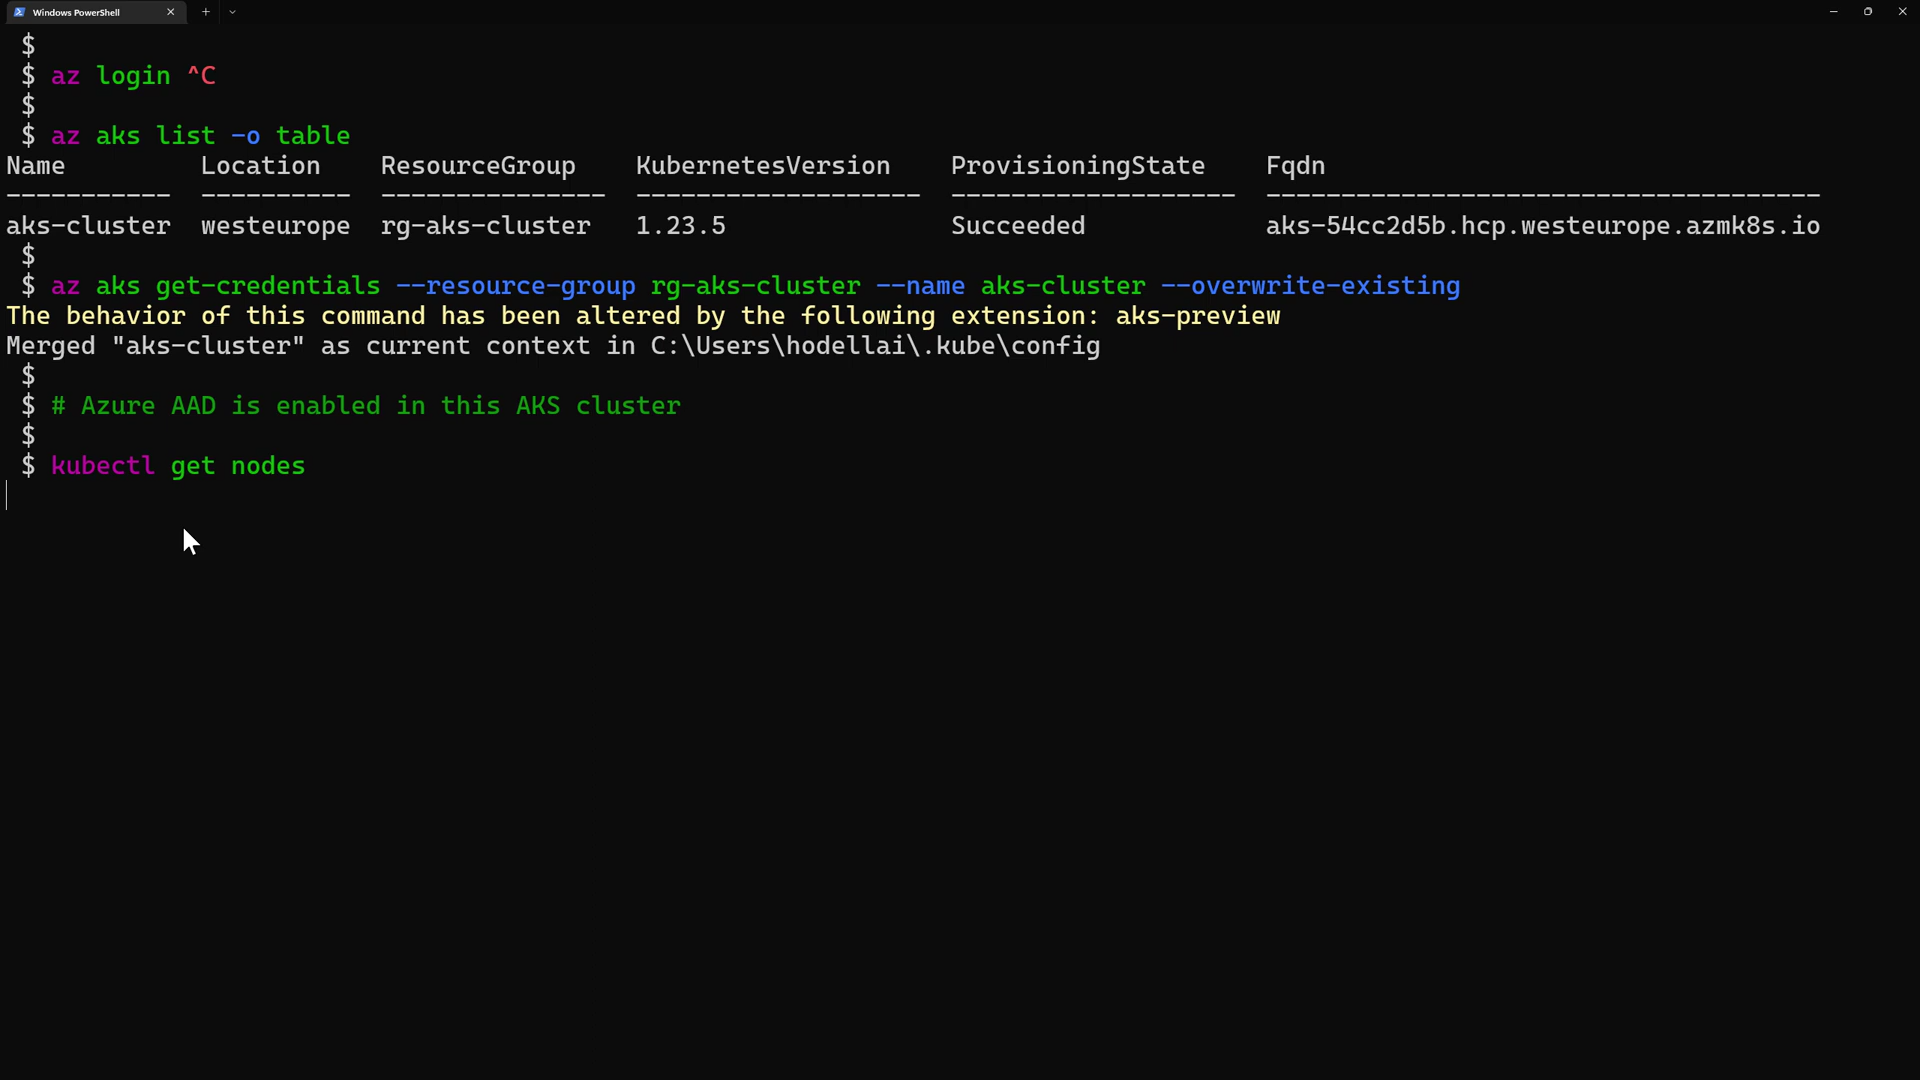 Windows PowerShell
$
$ az login ^C
$
$ az aks list -o table
Name Location ResourceGroup KubernetesVersion ProvisioningState Fqdn
----------- ---------- --------------- ------------------- ------------------- -------------------------------------
aks-cluster westeurope rg-aks-cluster 1.23.5 Succeeded aks-54cc2d5b.hcp.westeurope.azmk8s.io
$
$ az aks get-credentials --resource-group rg-aks-cluster --name aks-cluster --overwrite-existing
The behavior of this command has been altered by the following extension: aks-preview
Merged "aks-cluster" as current context in C:\Users\hodellai\.kube\config
$
$ # Azure AAD is enabled in this AKS cluster
$
$ kubectl get nodes